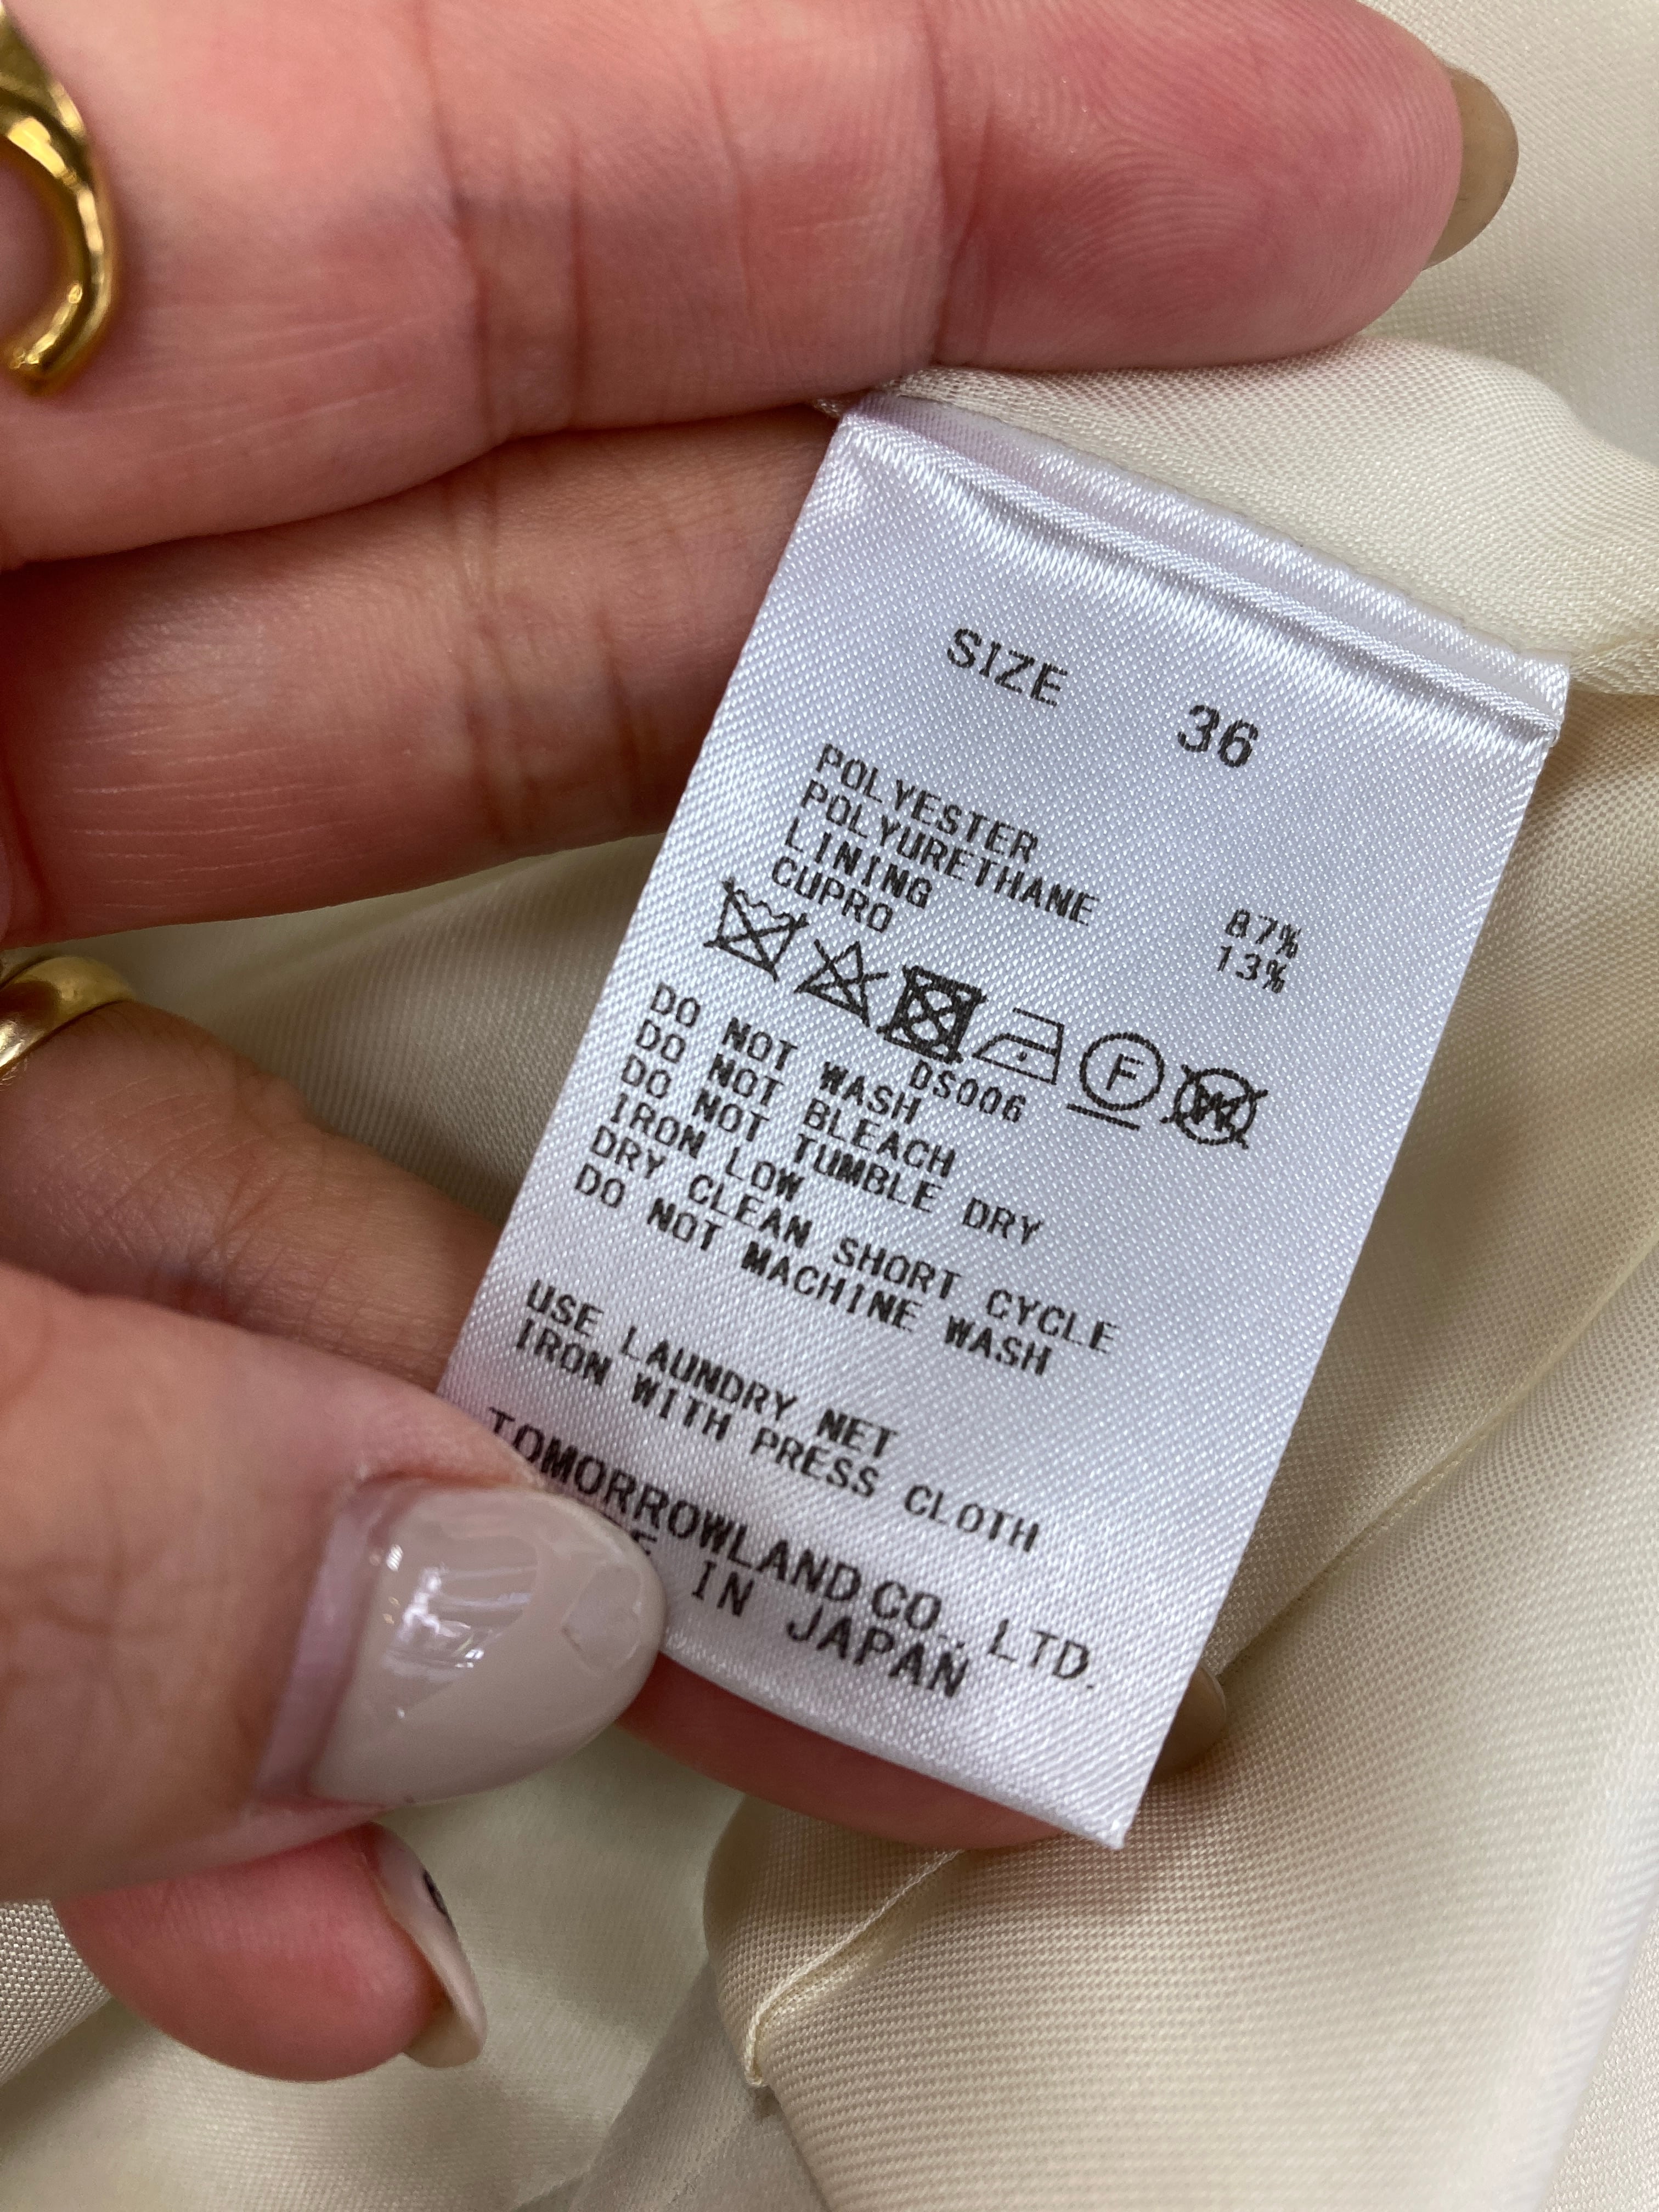 SIZE 36
POLYESTER 87%
POLYURETHANE 13%
LINING
CUPRO
F
W
DS006
DO NOT WASH
DO NOT BLEACH
DO NOT TUMBLE DRY
IRON LOW
DRY CLEAN SHORT CYCLE
DO NOT MACHINE WASH
USE LAUNDRY NET
IRON WITH PRESS CLOTH
TOMORROWLAND CO., LTD.
IN JAPAN